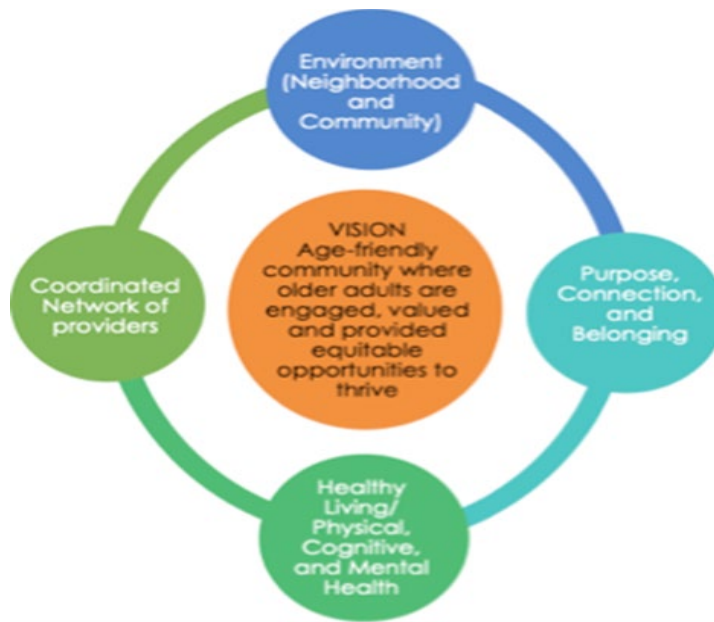 Environment
(Neighborhood
and
Community)
VISION
Age-friendly
community where
older adults are
engaged, valued
and provided
equitable
opportunities to
thrive
Coordinated
Network of
providers
Purpose,
Connection,
and
Belonging
Healthy
Living/
Physical,
Cognitive,
and Mental
Health